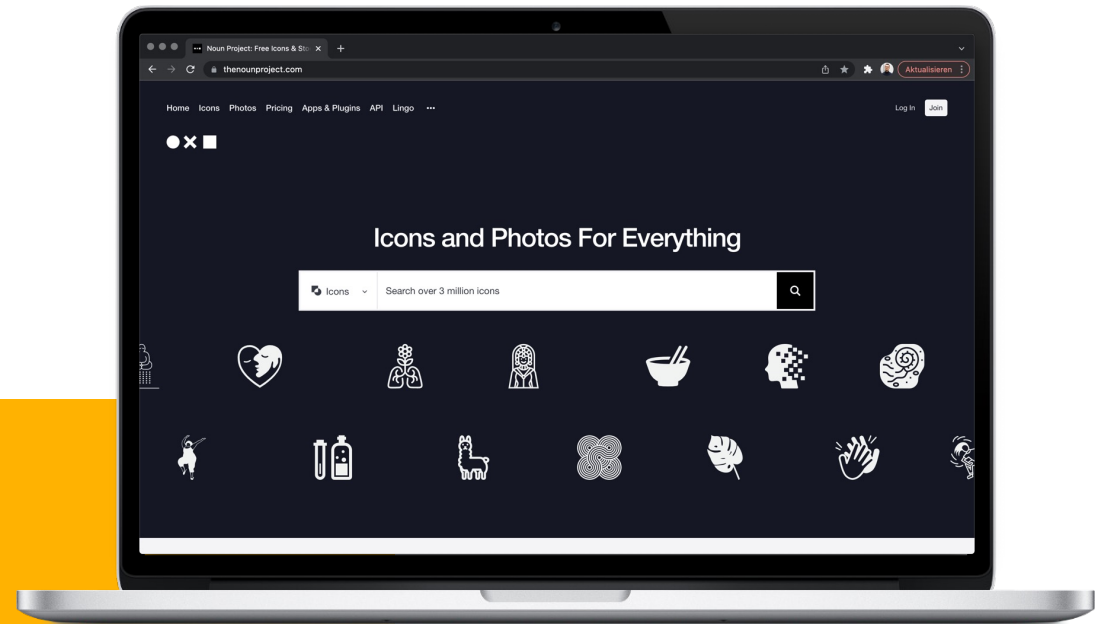 Noun Project: Free Icons & Sto
thenounproject.com
Aktualisieren
Home Icons Photos Pricing Apps & Plugins API Lingo
Log In Join
Icons and Photos For Everything
Icons Search over 3 million icons